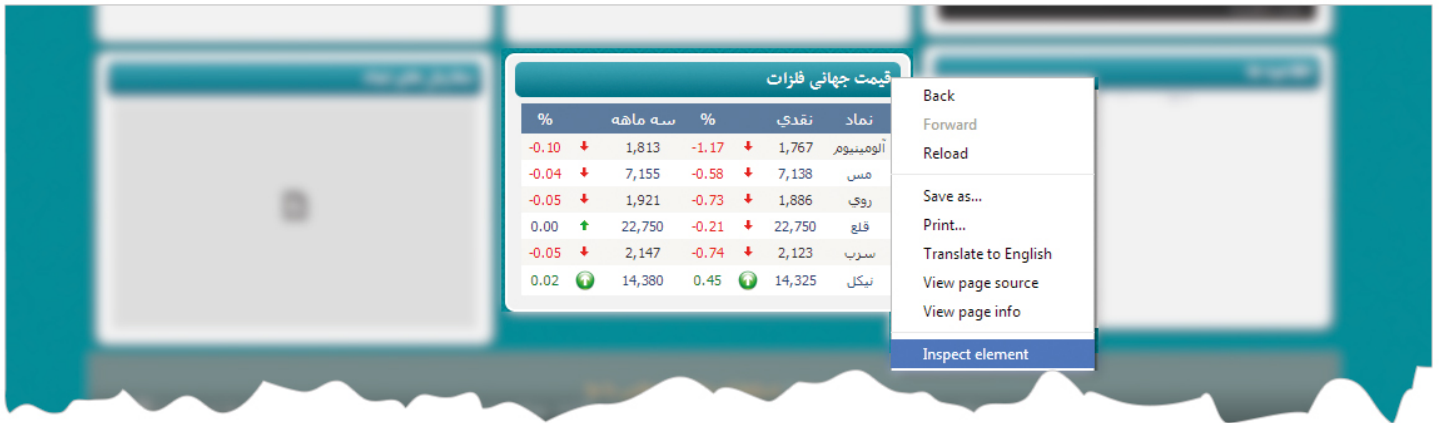 قیمت جهانی فلزات
نماد نقدي % سه ماهه %
آلومینیوم 1,767 -1.17 1,813 -0.10
مس 7,138 -0.58 7,155 -0.04
روي 1,886 -0.73 1,921 -0.05
قلع 22,750 -0.21 22,750 0.00
سرب 2,123 -0.74 2,147 -0.05
نیکل 14,325 0.45 14,380 0.02
Back
Forward
Reload
Save as...
Print...
Translate to English
View page source
View page info
Inspect element